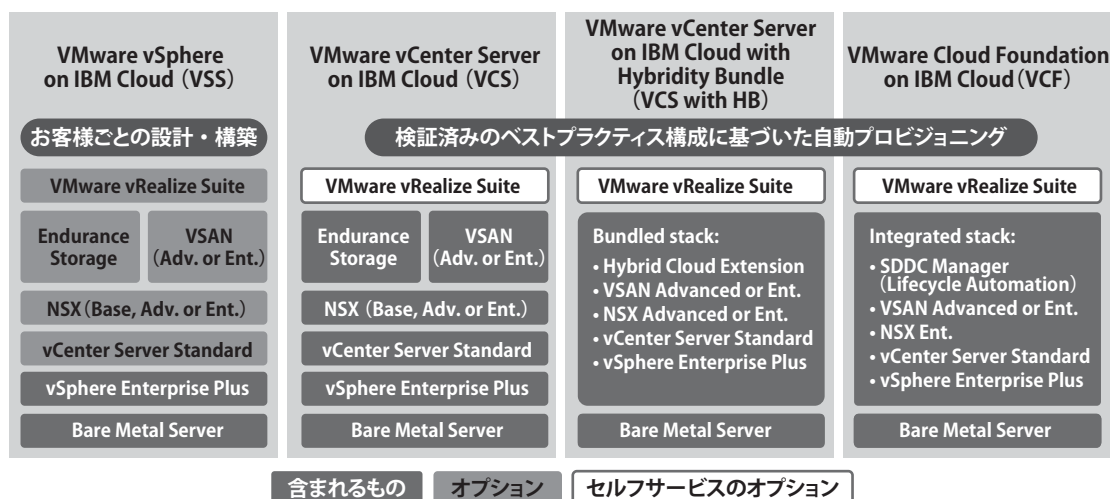 VMware vSphere
on IBM Cloud（VSS）
お客様ごとの設計・構築
VMware vRealize Suite
Endurance
Storage
VSAN
（Adv. or Ent.）
NSX（Base, Adv. or Ent.）
vCenter Server Standard
vSphere Enterprise Plus
Bare Metal Server
VMware vCenter Server
on IBM Cloud（VCS）
検証済みのベストプラクティス構成に基づいた自動プロビジョニング
VMware vRealize Suite
Endurance
Storage
VSAN
（Adv. or Ent.）
NSX（Base, Adv. or Ent.）
vCenter Server Standard
vSphere Enterprise Plus
Bare Metal Server
VMware vCenter Server
on IBM Cloud with
Hybridity Bundle
（VCS with HB）
VMware vRealize Suite
Bundled stack:
• Hybrid Cloud Extension
• VSAN Advanced or Ent.
• NSX Advanced or Ent.
• vCenter Server Standard
• vSphere Enterprise Plus
Bare Metal Server
VMware Cloud Foundation
on IBM Cloud（VCF）
VMware vRealize Suite
Integrated stack:
• SDDC Manager
（Lifecycle Automation）
• VSAN Advanced or Ent.
• NSX Ent.
• vCenter Server Standard
• vSphere Enterprise Plus
Bare Metal Server
含まれるもの
オプション
セルフサービスのオプション